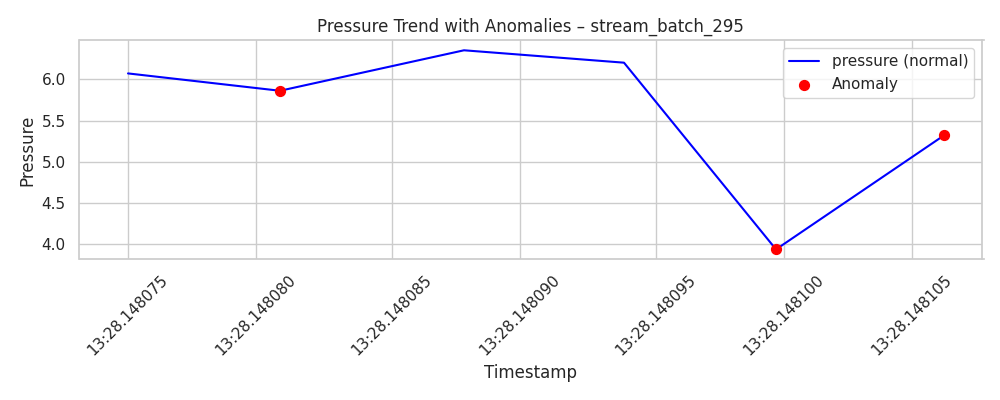 Pressure Trend with Anomalies – stream_batch_295
pressure (normal)
Anomaly
Pressure
6.0
5.5
5.0
4.5
4.0
13:28.148075
13:28.148080
13:28.148085
13:28.148090
13:28.148095
13:28.148100
13:28.148105
Timestamp